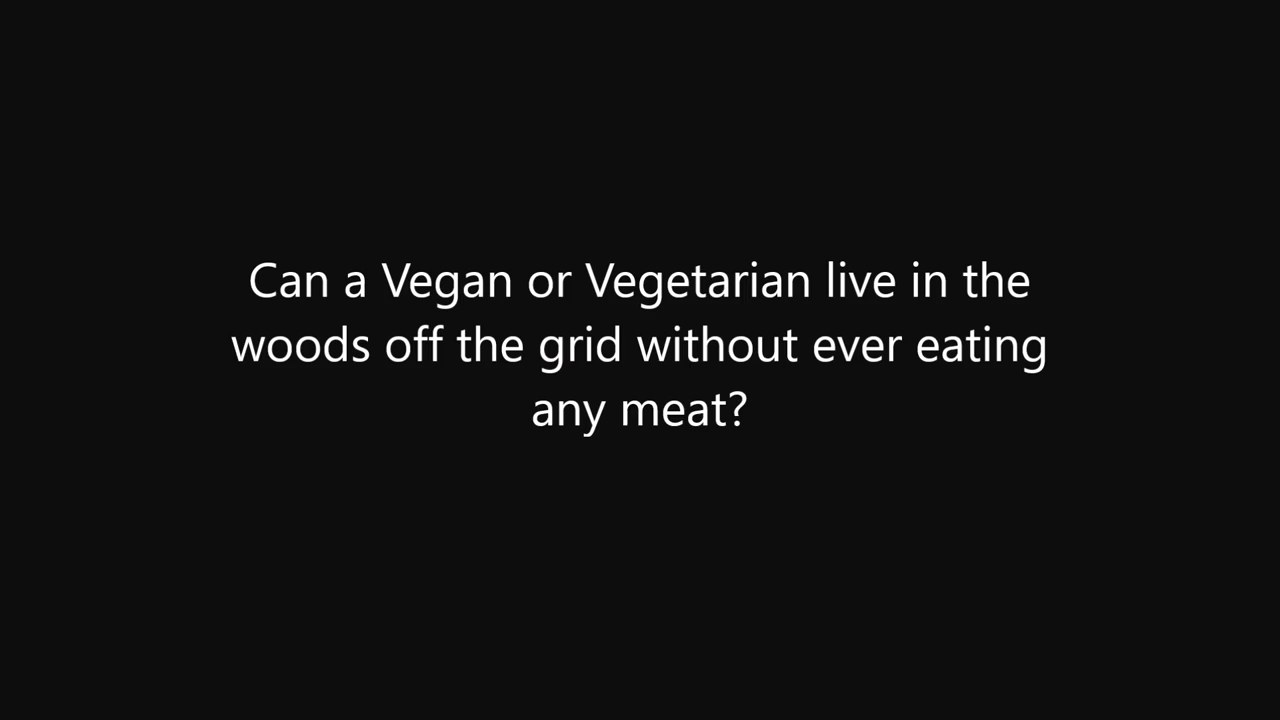 Can a Vegan or Vegetarian live in the
woods off the grid without ever eating
any meat?